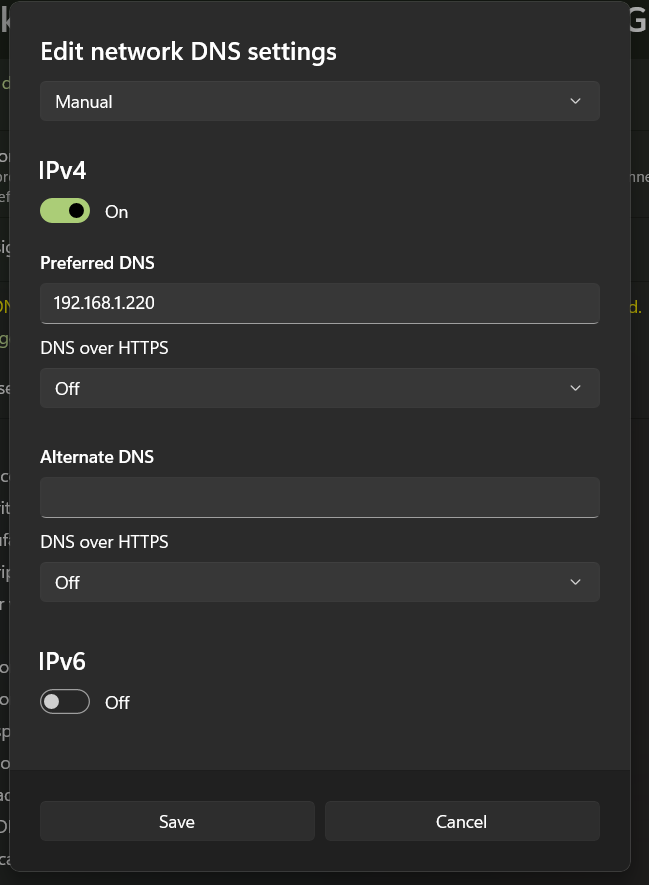 Edit network DNS settings
Manual
IPv4
On
Preferred DNS
192.168.1.220
DNS over HTTPS
Off
Alternate DNS
DNS over HTTPS
Off
IPv6
Off
Save
Cancel